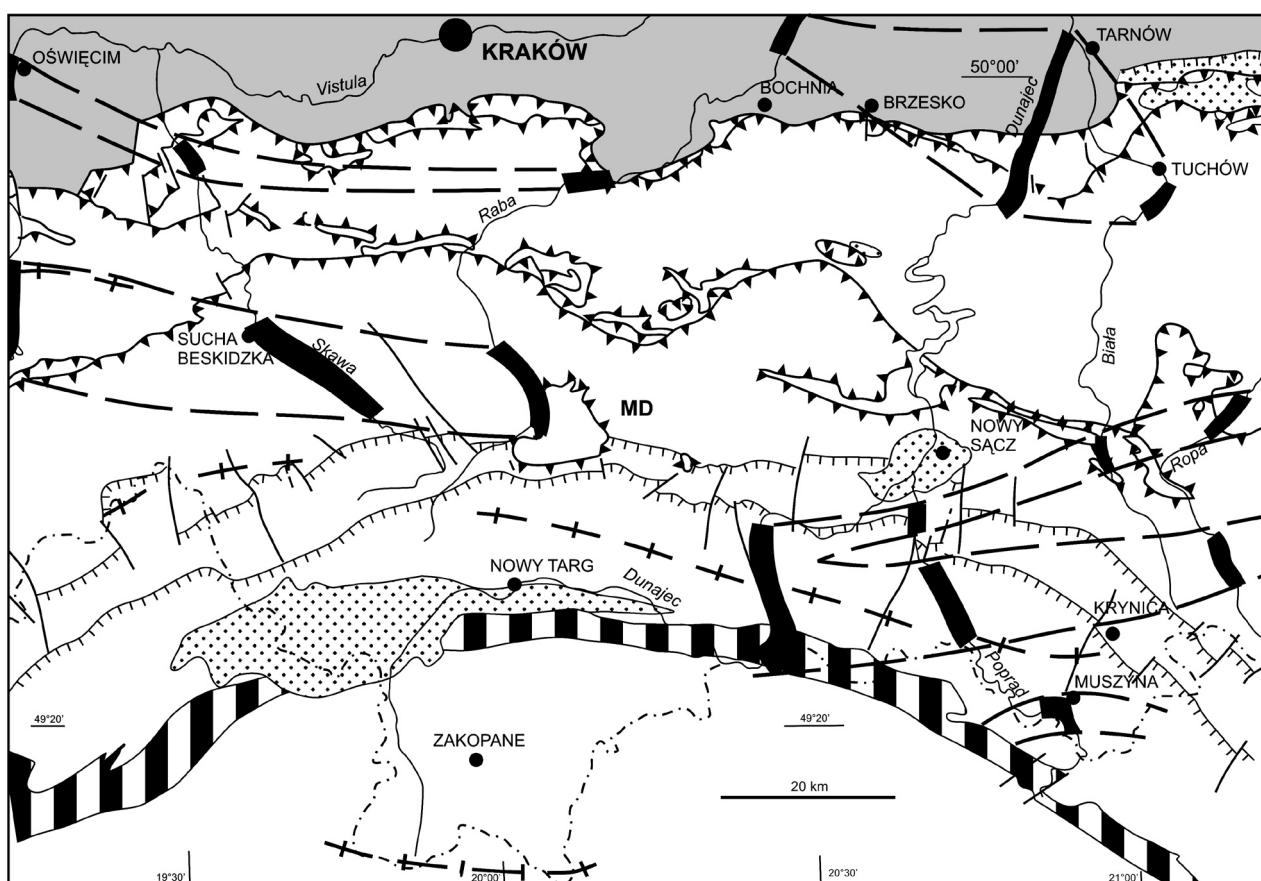 TARNÓW
KRAKÓW
OŚWIĘCIM
50°00'
Vistula
BOCHNIA
BRZESKO
Dunajec
TUCHÓW
Raba
SUCHA
BESKIDZKA
Skawa
Biała
MD
NOWY
SĄCZ
Ropa
NOWY TARG
Dunajec
KRYNICA
Poprad
MUSZYNA
49°20'
49°20'
ZAKOPANE
20 km
19°30'
20°00'
20°30'
21°00'